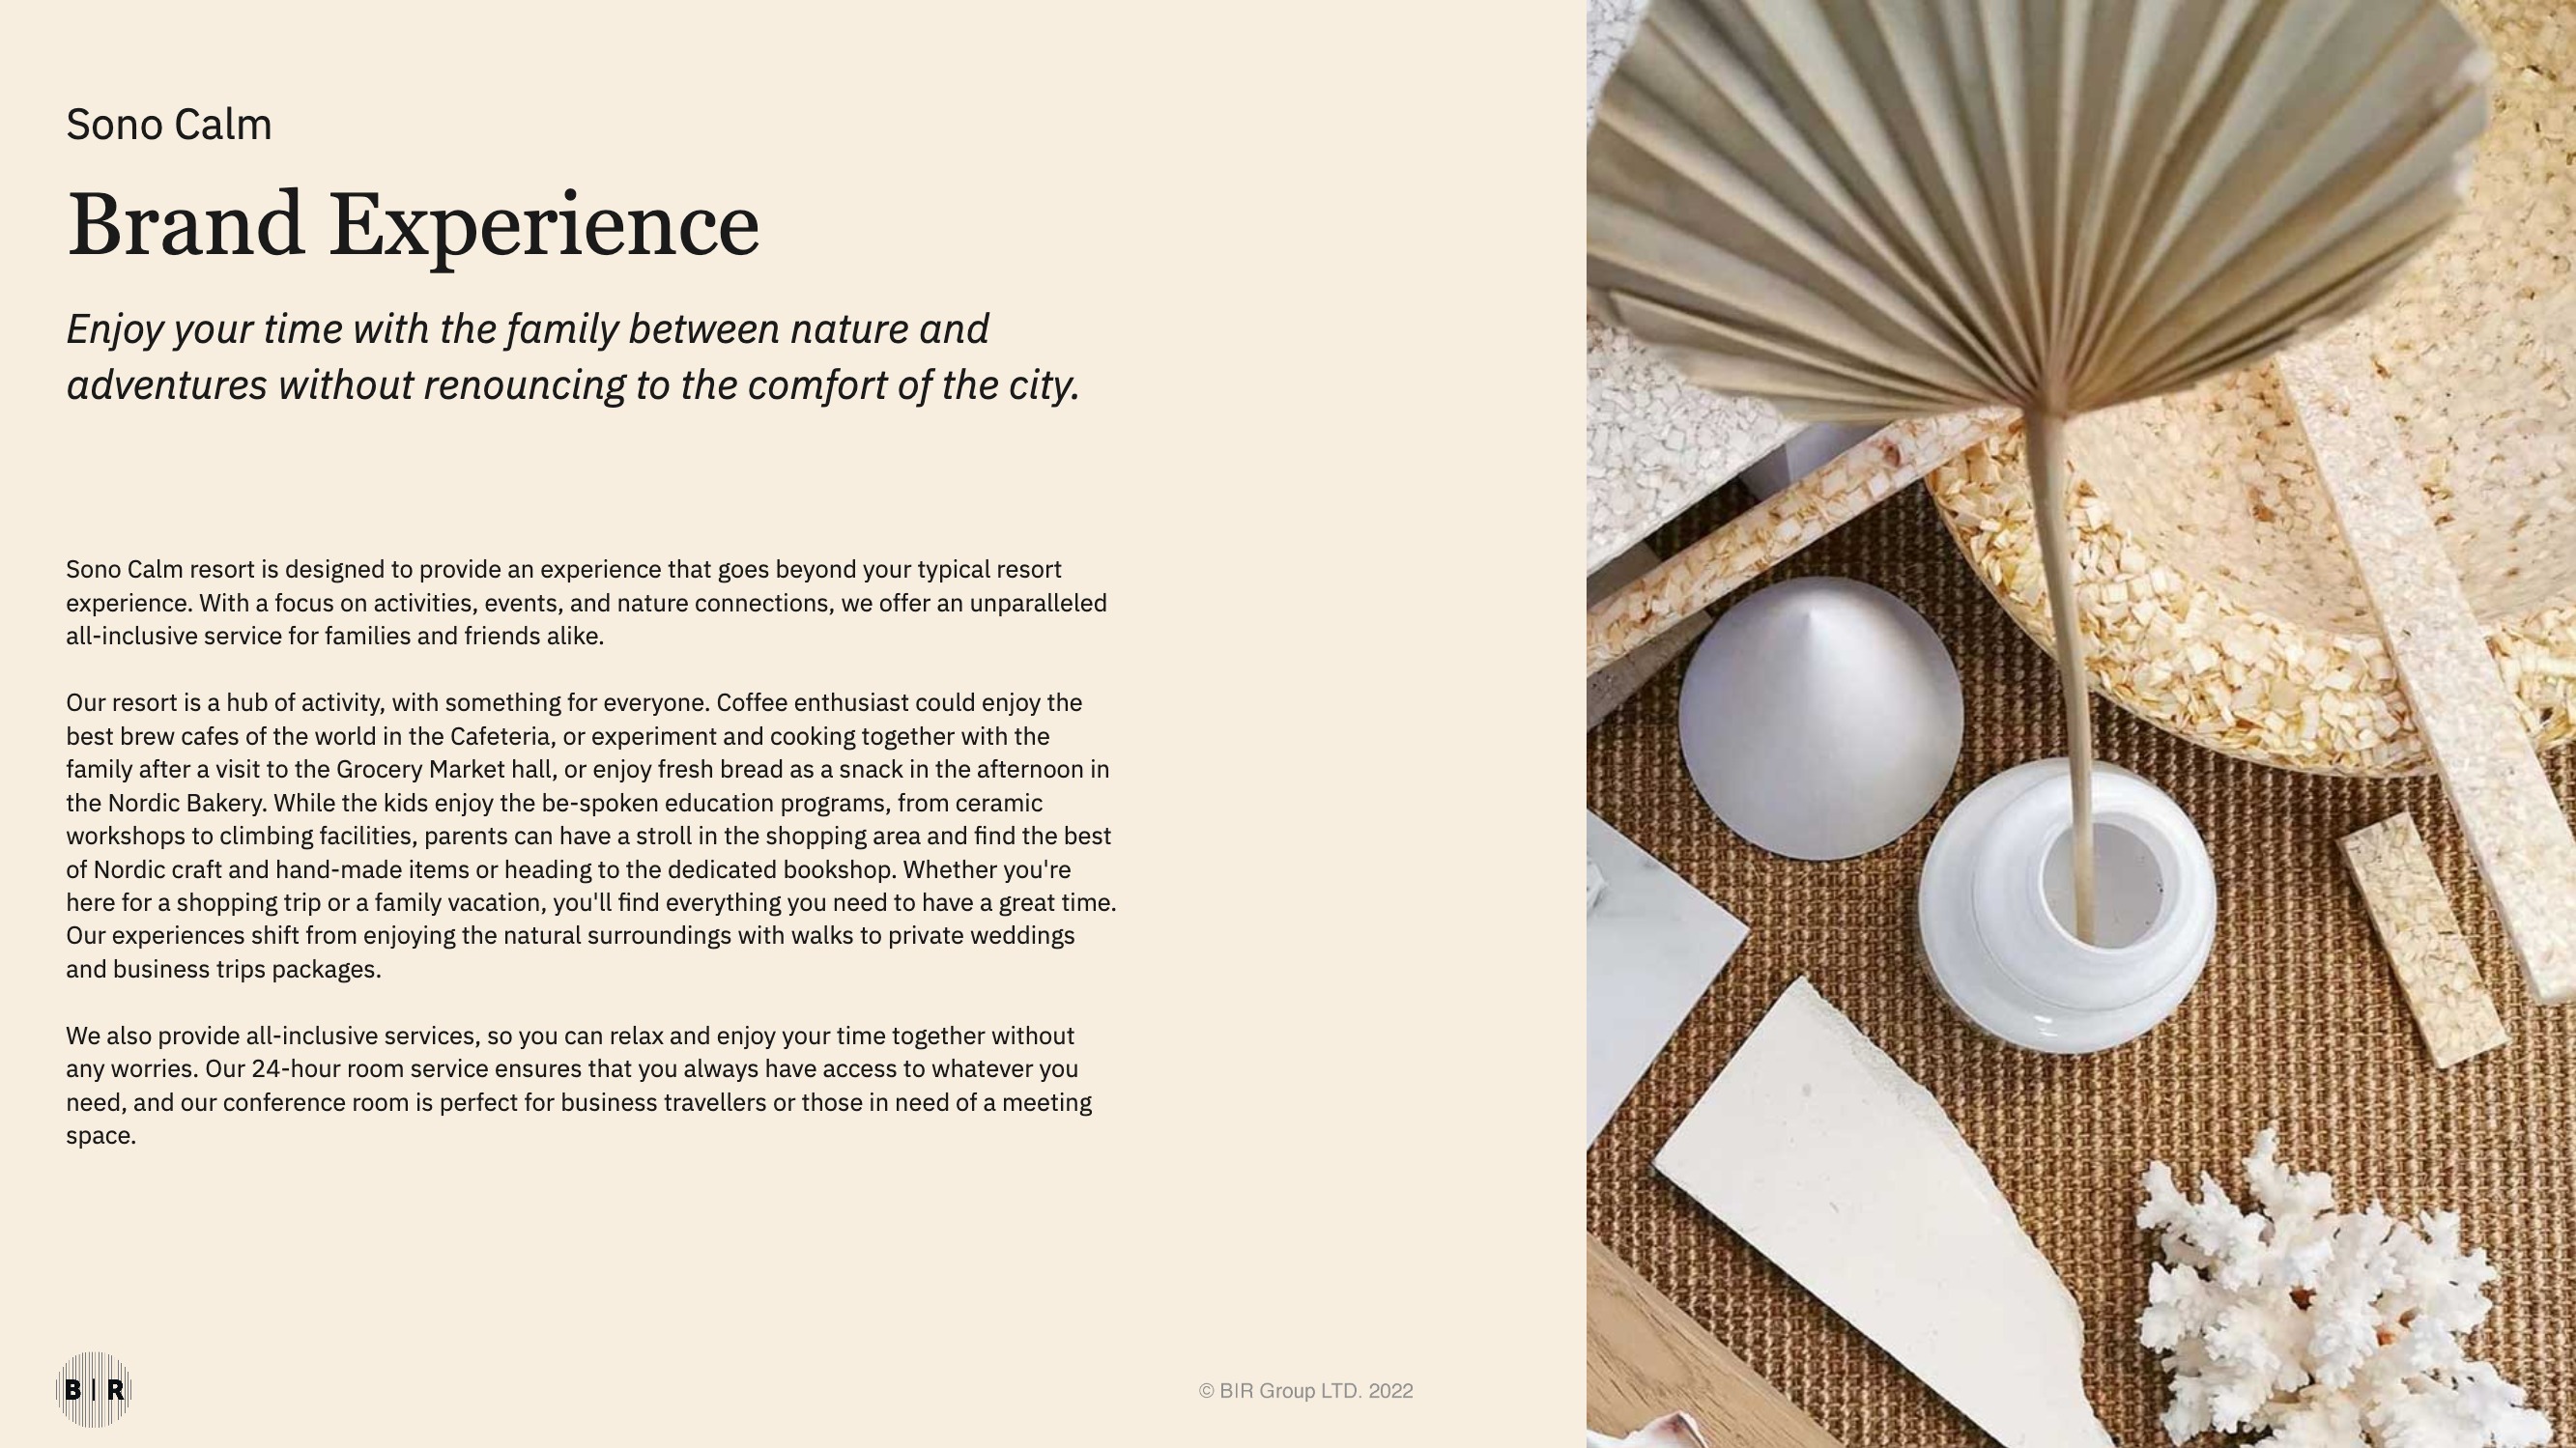 Sono Calm
Brand Experience
Enjoy your time with the family between nature and
adventures without renouncing to the comfort of the city.
Sono Calm resort is designed to provide an experience that goes beyond your typical resort
experience. With a focus on activities, events, and nature connections, we offer an unparalleled
all-inclusive service for families and friends alike.
Our resort is a hub of activity, with something for everyone. Coffee enthusiast could enjoy the
best brew cafes of the world in the Cafeteria, or experiment and cooking together with the
family after a visit to the Grocery Market hall, or enjoy fresh bread as a snack in the afternoon in
the Nordic Bakery. While the kids enjoy the be-spoken education programs, from ceramic
workshops to climbing facilities, parents can have a stroll in the shopping area and find the best
of Nordic craft and hand-made items or heading to the dedicated bookshop. Whether you're
here for a shopping trip or a family vacation, you'll find everything you need to have a great time.
Our experiences shift from enjoying the natural surroundings with walks to private weddings
and business trips packages.
We also provide all-inclusive services, so you can relax and enjoy your time together without
any worries. Our 24-hour room service ensures that you always have access to whatever you
need, and our conference room is perfect for business travellers or those in need of a meeting
space.
B|R
© B|R Group LTD. 2022